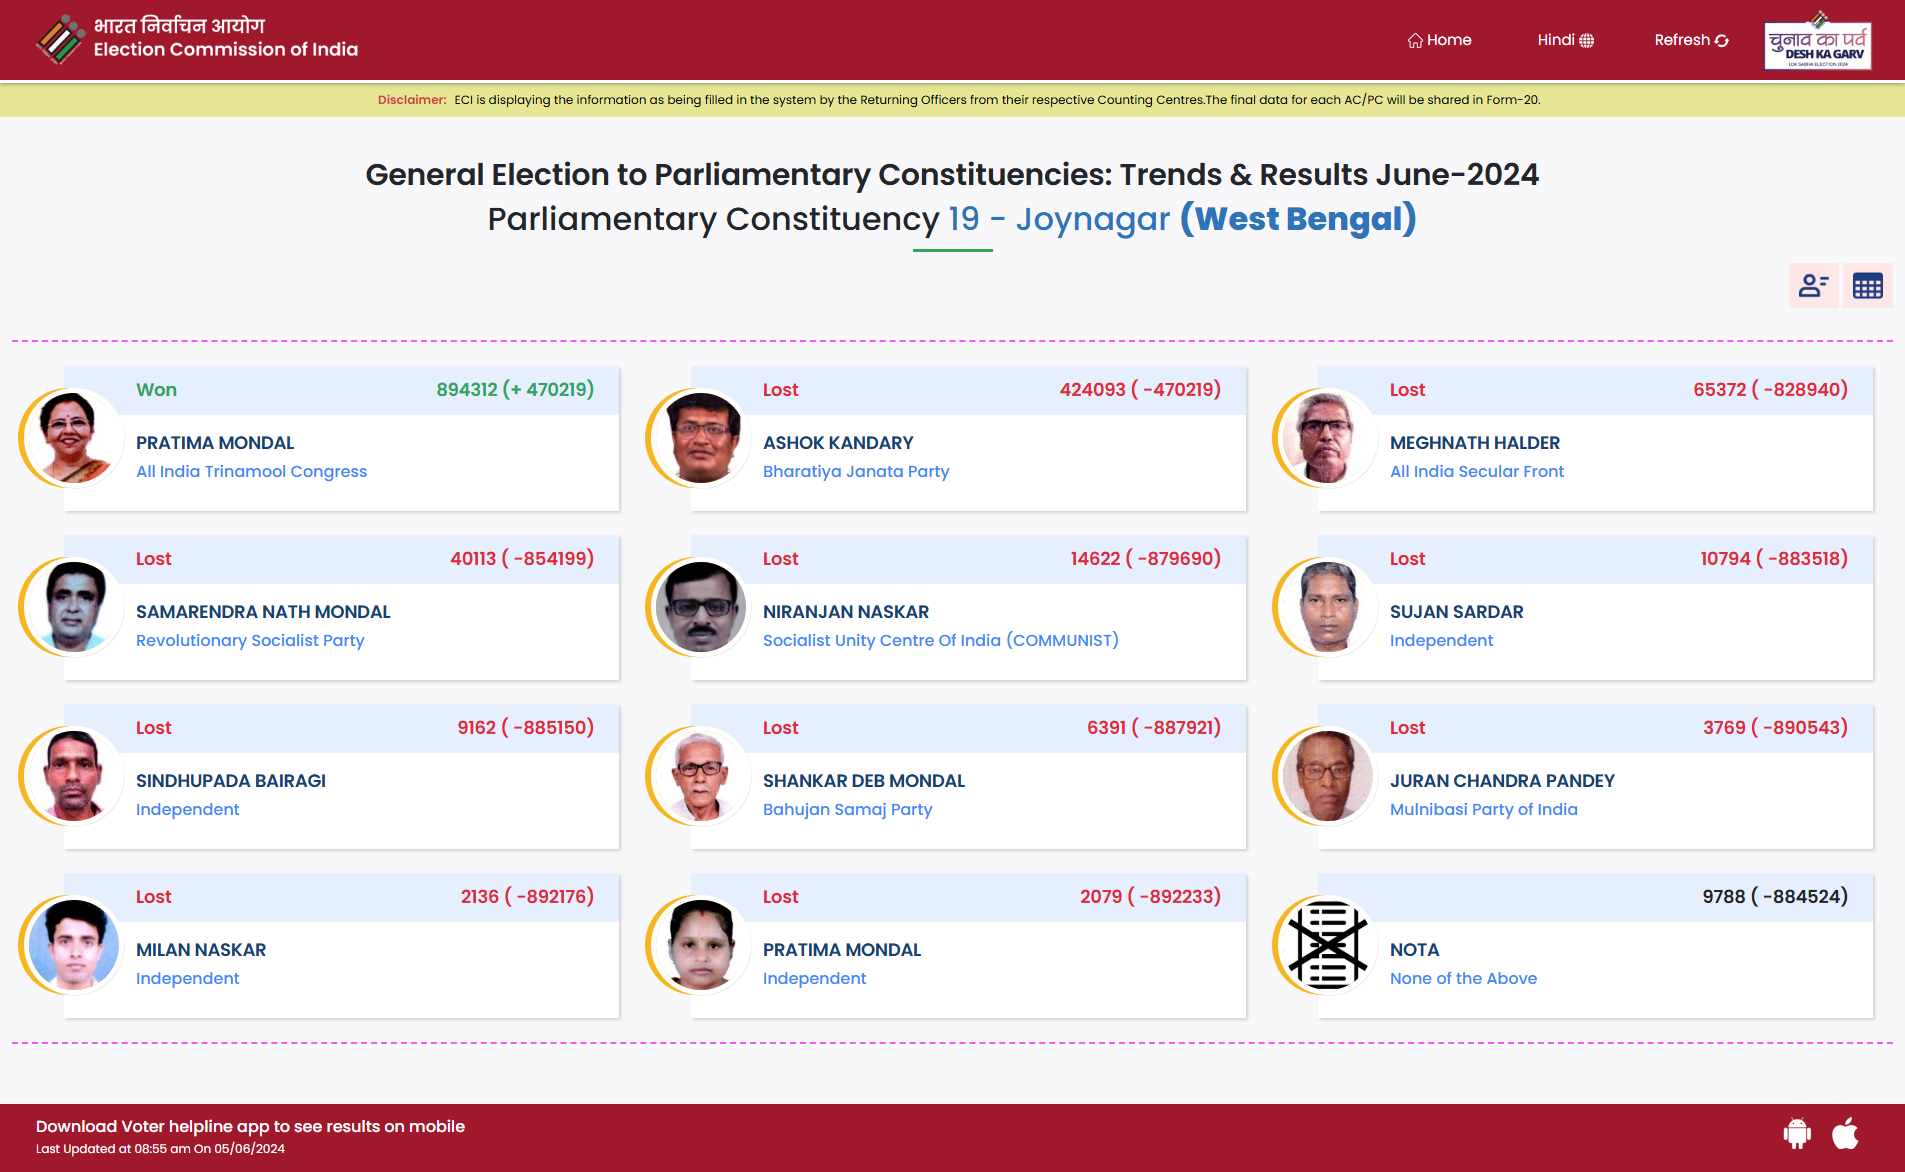 भारत निर्वाचन आयोग
Election Commission of India
Home
Hindi
Refresh
चुनाव का पर्व
DESH KA GARV
LOK SABHA ELECTION 2024
Disclaimer: ECI is displaying the information as being filled in the system by the Returning Officers from their respective Counting Centres.The final data for each AC/PC will be shared in Form-20.
General Election to Parliamentary Constituencies: Trends & Results June-2024
Parliamentary Constituency 19 - Joynagar (West Bengal)
Won 894312 (+ 470219)
PRATIMA MONDAL
All India Trinamool Congress
Lost 424093 ( -470219)
ASHOK KANDARY
Bharatiya Janata Party
Lost 65372 ( -828940)
MEGHNATH HALDER
All India Secular Front
Lost 40113 ( -854199)
SAMARENDRA NATH MONDAL
Revolutionary Socialist Party
Lost 14622 ( -879690)
NIRANJAN NASKAR
Socialist Unity Centre Of India (COMMUNIST)
Lost 10794 ( -883518)
SUJAN SARDAR
Independent
Lost 9162 ( -885150)
SINDHUPADA BAIRAGI
Independent
Lost 6391 ( -887921)
SHANKAR DEB MONDAL
Bahujan Samaj Party
Lost 3769 ( -890543)
JURAN CHANDRA PANDEY
Mulnibasi Party of India
Lost 2136 ( -892176)
MILAN NASKAR
Independent
Lost 2079 ( -892233)
PRATIMA MONDAL
Independent
9788 ( -884524)
NOTA
None of the Above
Download Voter helpline app to see results on mobile
Last Updated at 08:55 am On 05/06/2024